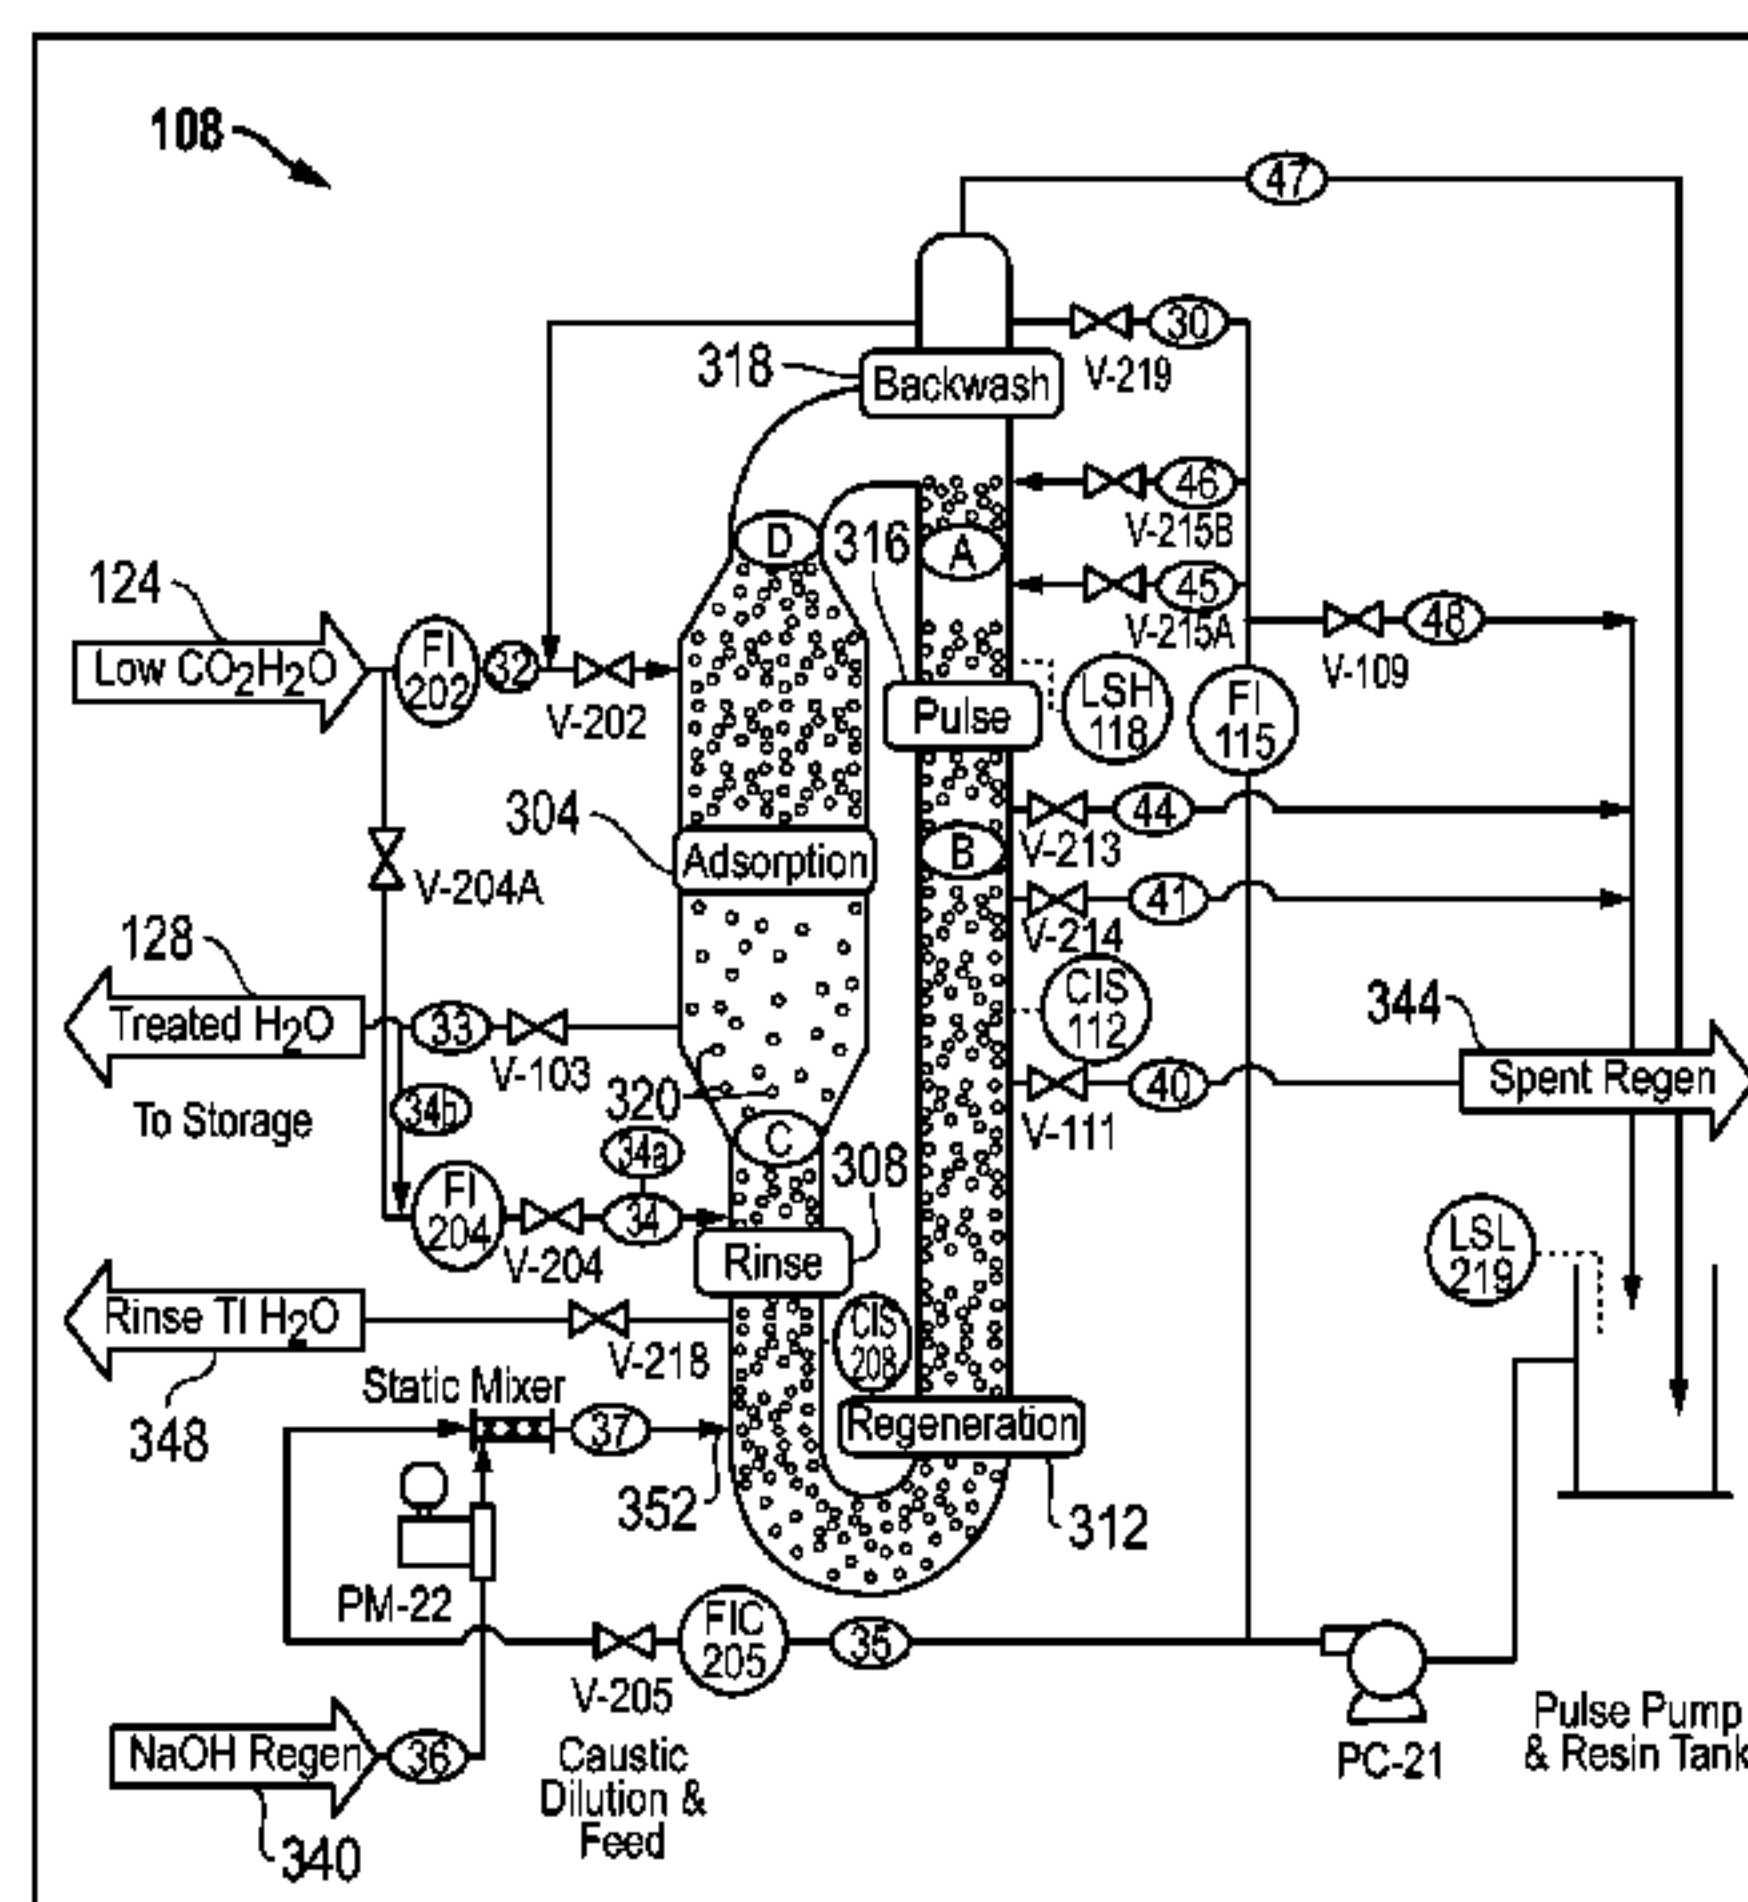 108
47
30
V-219
318
Backwash
46
V-215B
D
316
A
45
V-215A
124
Low CO2H2O
FI
202
32
V-202
48
V-109
Pulse
LSH
118
FI
115
304
Adsorption
44
V-213
B
V-204A
41
V-214
128
Treated H2O
33
V-103
To Storage
CIS
112
344
Spent Regen
40
V-111
320
34b
C
34a
308
FI
204
V-204
34
Rinse
LSL
219
Rinse TI H2O
V-218
348
CIS
208
Static Mixer
37
352
Regeneration
312
PM-22
V-205
FIC
205
35
Caustic
Dilution &
Feed
NaOH Regen
36
340
PC-21
Pulse Pump
& Resin Tank